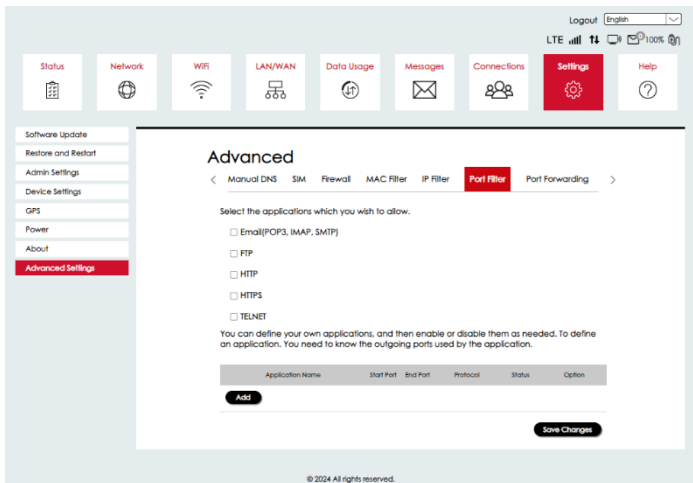 Logout English
LTE 100%
Status Network WiFi LAN/WAN Data Usage Messages Connections Settings Help
Software Update
Restore and Restart
Admin Settings
Device Settings
GPS
Power
About
Advanced Settings
Advanced
Manual DNS SIM Firewall MAC Filter IP Filter Port Filter Port Forwarding
Select the applications which you wish to allow.
Email(POP3, IMAP, SMTP)
FTP
HTTP
HTTPS
TELNET
You can define your own applications, and then enable or disable them as needed. To define
an application. You need to know the outgoing ports used by the application.
Application Name Start Port End Port Protocol Status Option
Add
Save Changes
© 2024 All rights reserved.